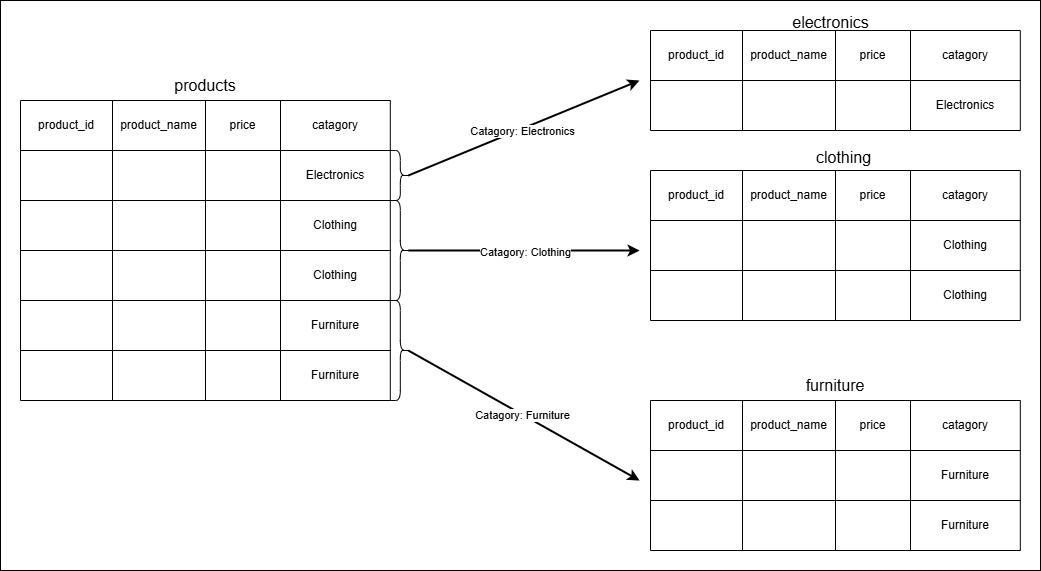 products
product_id product_name price catagory
Electronics
Clothing
Clothing
Furniture
Furniture
Catagory: Electronics
Catagory: Clothing
Catagory: Furniture
electronics
product_id product_name price catagory
Electronics
clothing
product_id product_name price catagory
Clothing
Clothing
furniture
product_id product_name price catagory
Furniture
Furniture